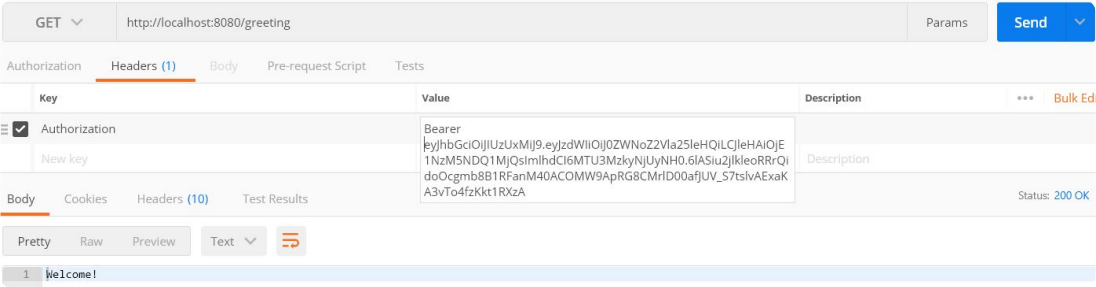 GET http://localhost:8080/greeting Params Send
Authorization Headers (1) Body Pre-request Script Tests
Key Value Description ••• Bulk Edi
Authorization
Bearer
eyJhbGciOiJIUzUxMiJ9.eyJzdWIiOiJ0ZWNoZ2Vla25leHQiLCJleHAiOjE
1NzM5NDQ1MjQsImlhdCI6MTU3MzkyNjUyNH0.6lASiu2jlkleoRRrQi
doOcgmb8B1RFanM40ACOMW9ApRG8CMrlD00afJUV_S7tslvAExaK
A3vTo4fzKkt1RXzA
New key Description
Body Cookies Headers (10) Test Results Status: 200 OK
Pretty Raw Preview Text
1 Welcome!